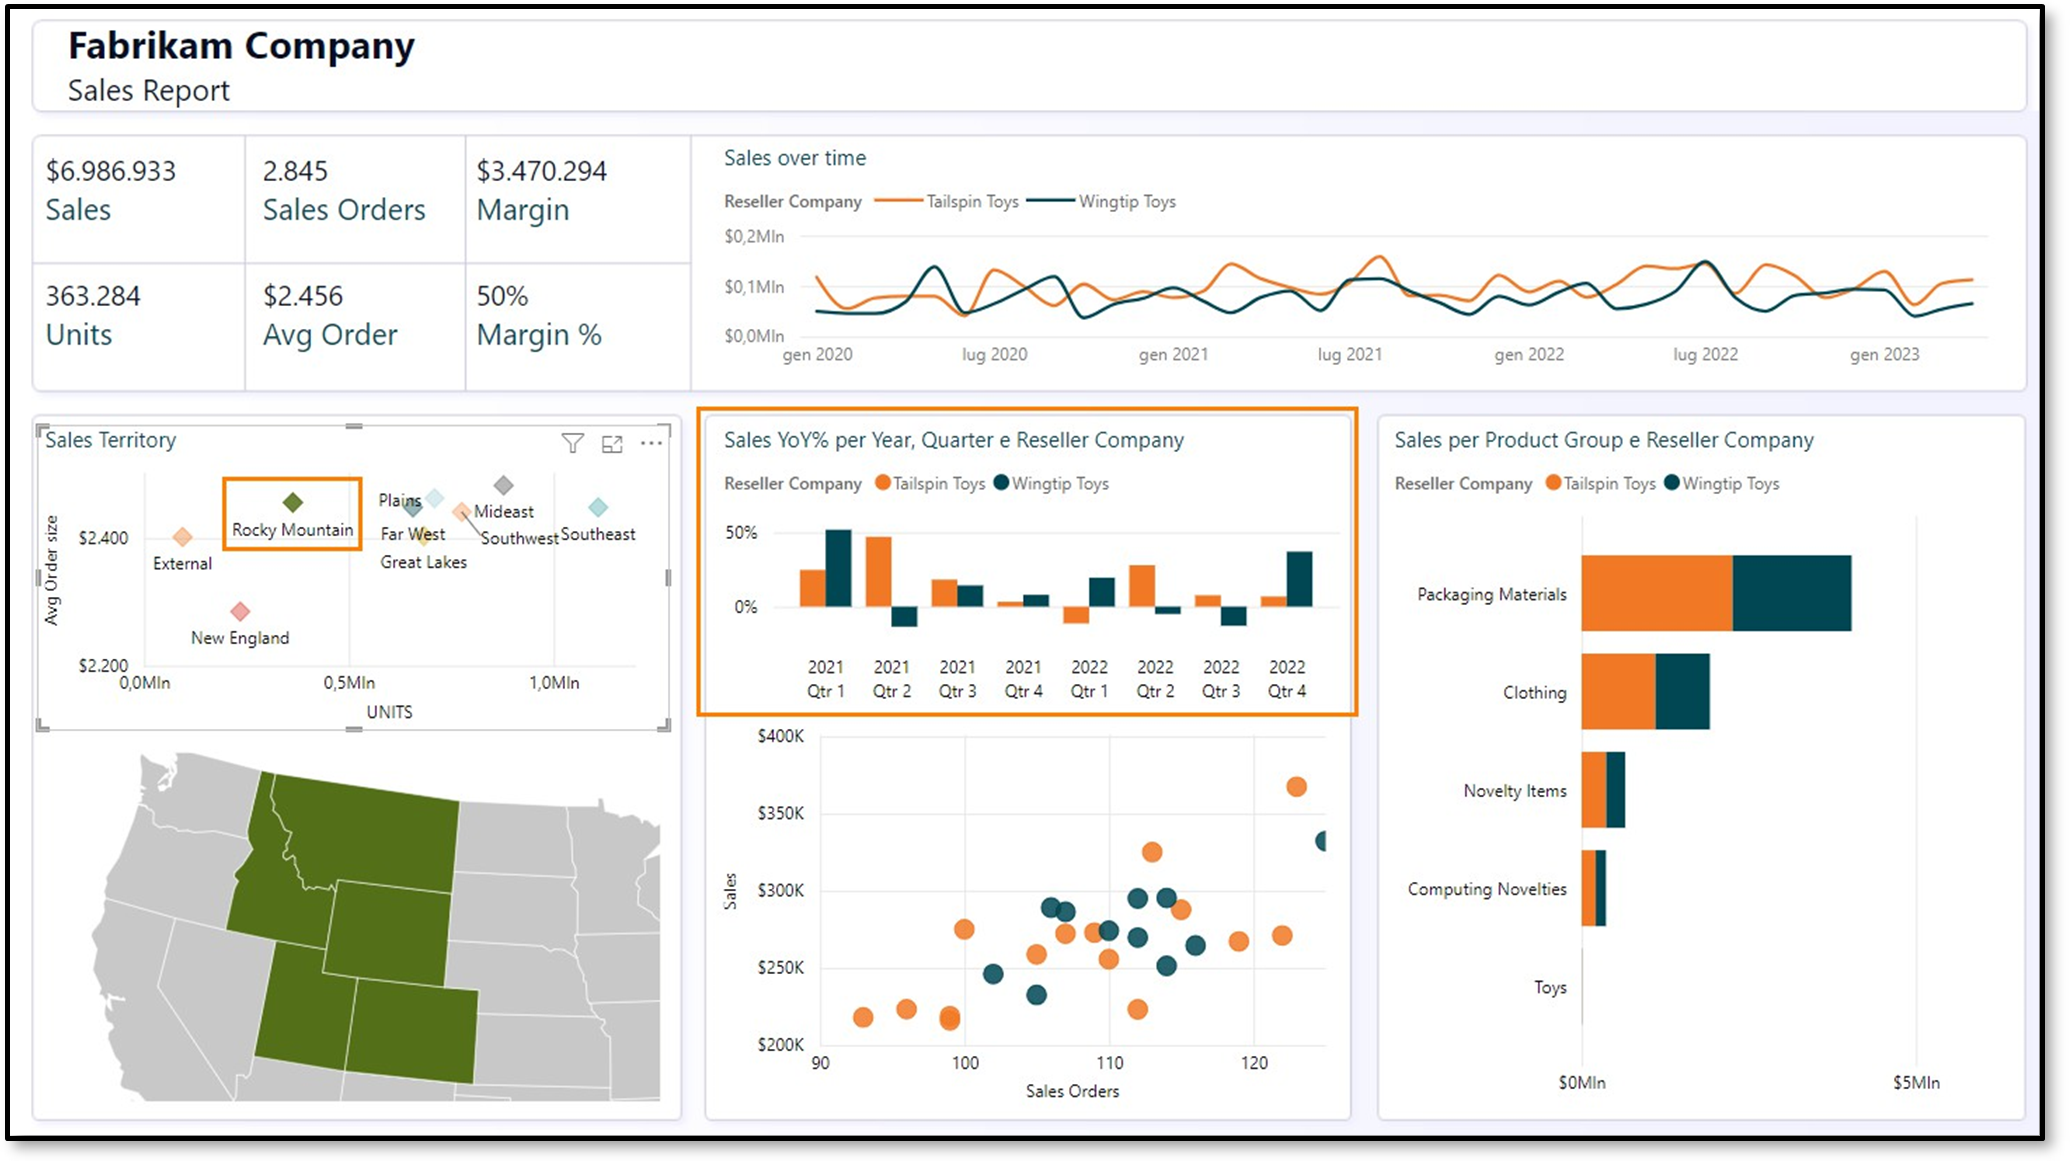 Fabrikam Company
Sales Report
$6.986.933
Sales
2.845
Sales Orders
$3.470.294
Margin
363.284
Units
$2.456
Avg Order
50%
Margin %
Sales over time
Reseller Company Tailspin Toys Wingtip Toys
$0,2Mln
$0,1Mln
$0,0Mln
gen 2020 lug 2020 gen 2021 lug 2021 gen 2022 lug 2022 gen 2023
Sales Territory
Avg Order size
$2.400
$2.200
Rocky Mountain
External
New England
Plains
Far West
Great Lakes
Mideast
Southwest
Southeast
0,0Mln 0,5Mln 1,0Mln
UNITS
Sales YoY% per Year, Quarter e Reseller Company
Reseller Company Tailspin Toys Wingtip Toys
50%
0%
2021 2021 2021 2021 2022 2022 2022 2022
Qtr 1 Qtr 2 Qtr 3 Qtr 4 Qtr 1 Qtr 2 Qtr 3 Qtr 4
Sales
$400K
$350K
$300K
$250K
$200K
90 100 110 120
Sales Orders
Sales per Product Group e Reseller Company
Reseller Company Tailspin Toys Wingtip Toys
Packaging Materials
Clothing
Novelty Items
Computing Novelties
Toys
$0Mln $5Mln